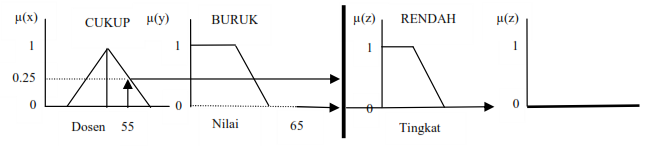 μ(x) CUKUP μ(y) BURUK μ(z) RENDAH μ(z)
1 1 1 1
0.25
0 0 0 0
Dosen 55 Nilai 65 Tingkat